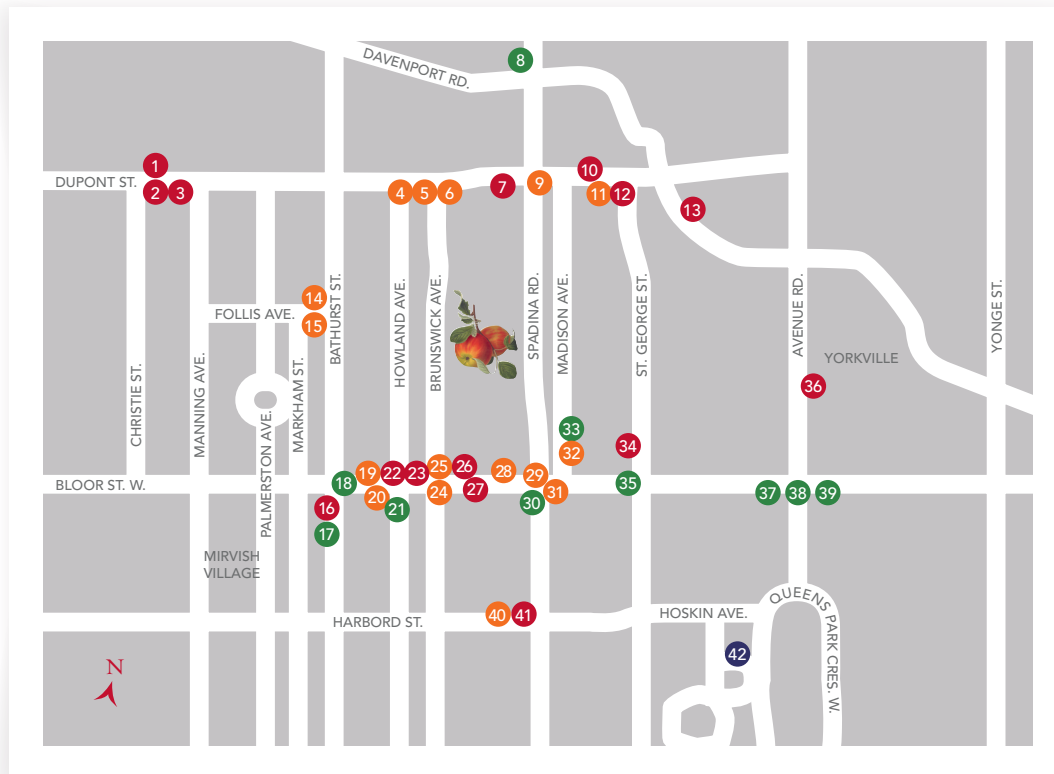 DAVENPORT RD.
8
1
DUPONT ST.
2
3
4
5
6
7
9
10
11
12
13
14
FOLLIS AVE.
15
CHRISTIE ST.
MANNING AVE.
PALMERSTON AVE.
MARKHAM ST.
BATHURST ST.
HOWLAND AVE.
BRUNSWICK AVE.
SPADINA RD.
MADISON AVE.
ST. GEORGE ST.
AVENUE RD.
YONGE ST.
YORKVILLE
36
33
32
34
35
BLOOR ST. W.
18
19
20
22
23
21
25
24
26
27
28
29
30
31
37
38
39
16
17
MIRVISH
VILLAGE
HARBORD ST.
40
41
HOSKIN AVE.
QUEENS PARK CRES. W.
42
N